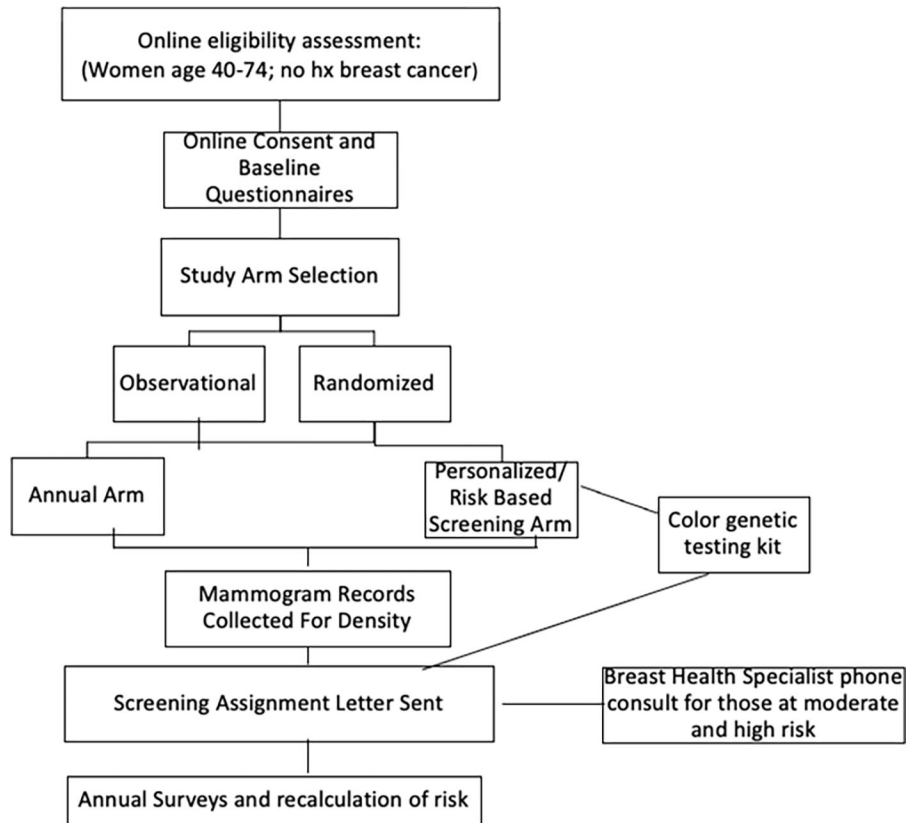 Online eligibility assessment:
(Women age 40-74; no hx breast cancer)
Online Consent and
Baseline
Questionnaires
Study Arm Selection
Observational
Randomized
Annual Arm
Personalized/
Risk Based
Screening Arm
Color genetic
testing kit
Mammogram Records
Collected For Density
Screening Assignment Letter Sent
Breast Health Specialist phone
consult for those at moderate
and high risk
Annual Surveys and recalculation of risk